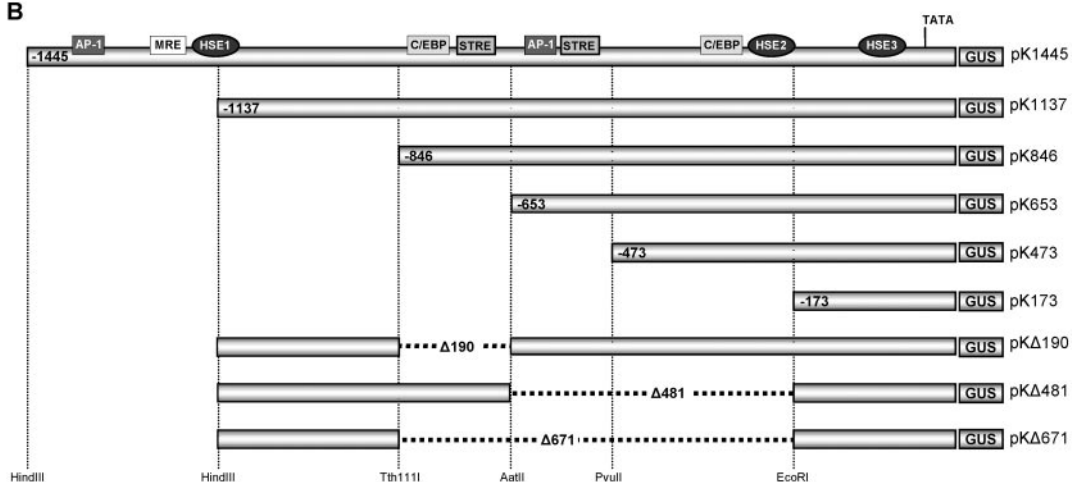 B
TATA
AP-1 MRE HSE1 C/EBP STRE AP-1 STRE C/EBP HSE2 HSE3
-1445 GUS pK1445
-1137 GUS pK1137
-846 GUS pK846
-653 GUS pK653
-473 GUS pK473
-173 GUS pK173
Δ190 GUS pKΔ190
Δ481 GUS pKΔ481
Δ671 GUS pKΔ671
HindIII HindIII Tth111I AatII PvuII EcoRI